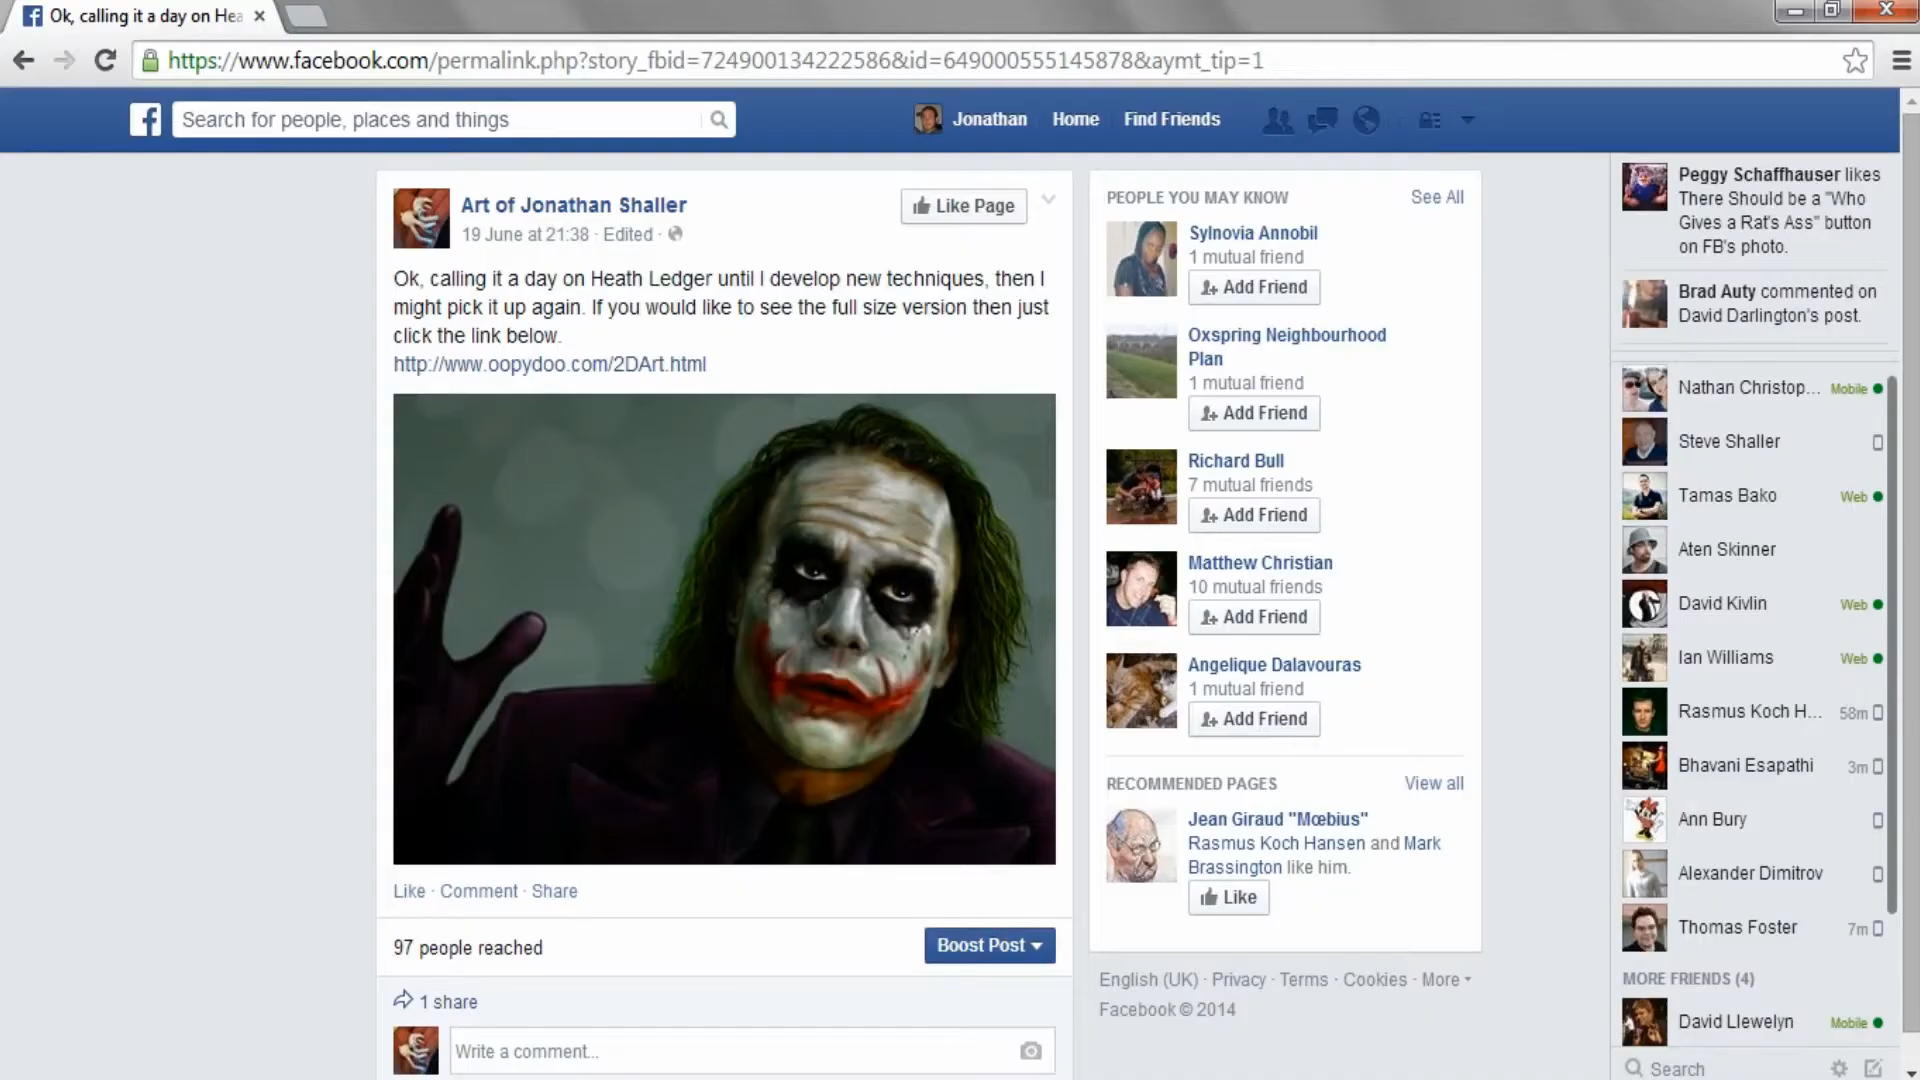 Ok, calling it a day on Hea
https://www.facebook.com/permalink.php?story_fbid=724900134222586&id=649000555145878&aymt_tip=1
Search for people, places and things
Jonathan Home Find Friends
Art of Jonathan Shaller
19 June at 21:38 · Edited ·
Like Page
Ok, calling it a day on Heath Ledger until I develop new techniques, then I
might pick it up again. If you would like to see the full size version then just
click the link below.
http://www.oopydoo.com/2DArt.html
Like · Comment · Share
97 people reached
Boost Post
1 share
Write a comment...
PEOPLE YOU MAY KNOW See All
Sylnovia Annobil
1 mutual friend
Add Friend
Oxspring Neighbourhood
Plan
1 mutual friend
Add Friend
Richard Bull
7 mutual friends
Add Friend
Matthew Christian
10 mutual friends
Add Friend
Angelique Dalavouras
1 mutual friend
Add Friend
RECOMMENDED PAGES View all
Jean Giraud "Mœbius"
Rasmus Koch Hansen and Mark
Brassington like him.
Like
English (UK) · Privacy · Terms · Cookies · More
Facebook © 2014
Peggy Schaffhauser likes
There Should be a "Who
Gives a Rat's Ass" button
on FB's photo.
Brad Auty commented on
David Darlington's post.
Nathan Christop... Mobile
Steve Shaller
Tamas Bako Web
Aten Skinner
David Kivlin Web
Ian Williams Web
Rasmus Koch H... 58m
Bhavani Esapathi 3m
Ann Bury
Alexander Dimitrov
Thomas Foster 7m
MORE FRIENDS (4)
David Llewelyn Mobile
Search